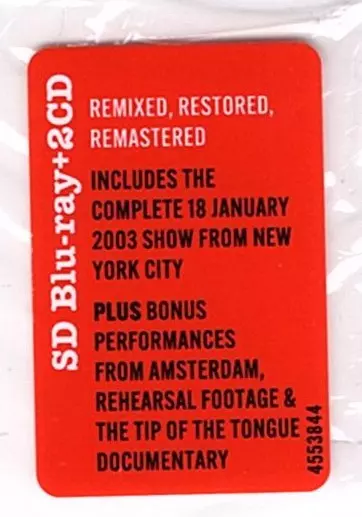 SD Blu-ray+2CD
REMIXED, RESTORED,
REMASTERED
INCLUDES THE
COMPLETE 18 JANUARY
2003 SHOW FROM NEW
YORK CITY
PLUS BONUS
PERFORMANCES
FROM AMSTERDAM,
REHEARSAL FOOTAGE &
THE TIP OF THE TONGUE
DOCUMENTARY
4553844